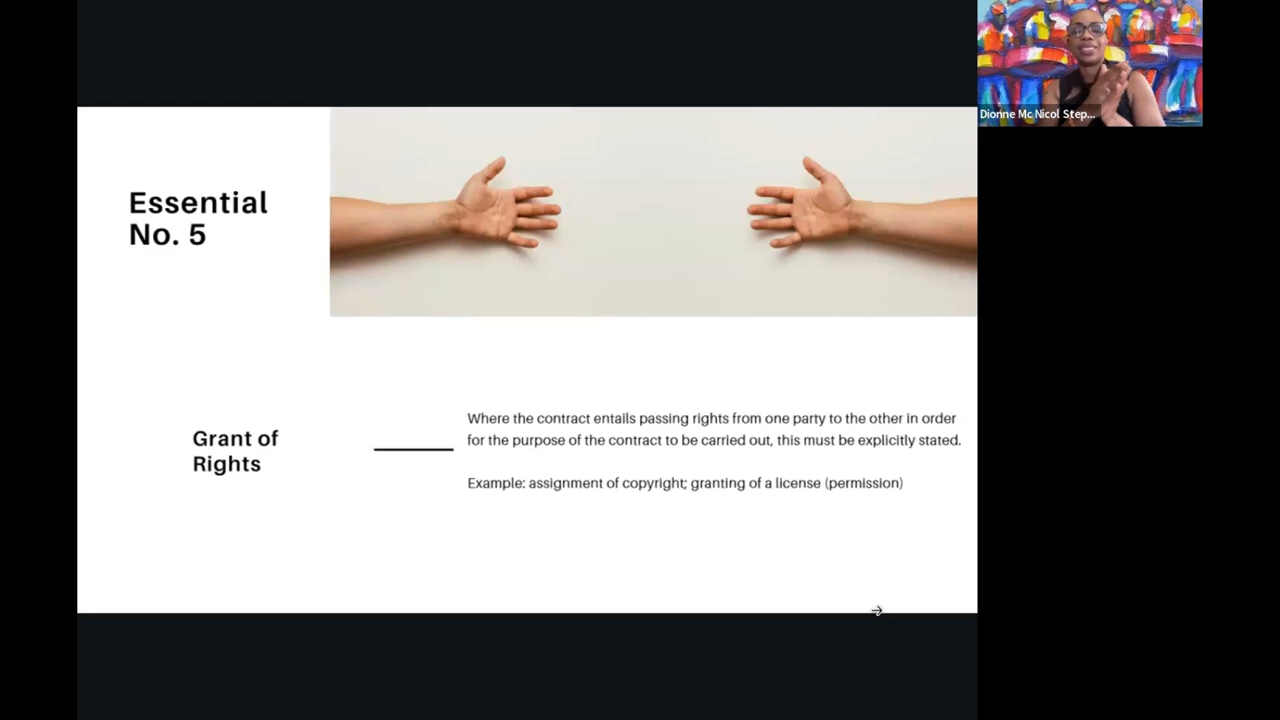 Essential
No. 5
Grant of
Rights
Where the contract entails passing rights from one party to the other in order
for the purpose of the contract to be carried out, this must be explicitly stated.
Example: assignment of copyright; granting of a license (permission)
Dionne Mc Nicol Step...